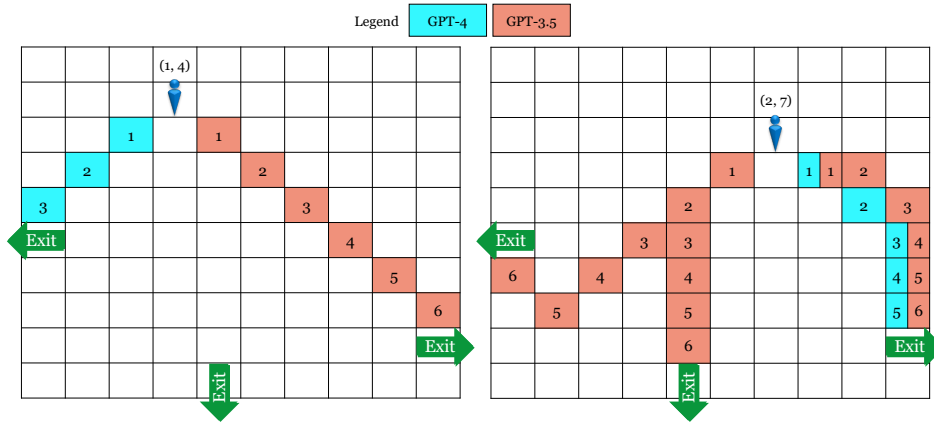 Legend GPT-4 GPT-3.5
(1, 4)
(2, 7)
1 1
1 1 1 2
2 2
3 3
2 2 3
Exit 4
Exit 3 3 3 4
5
6 4 4 4 5
6
5 5 5 6
Exit
6 Exit
Exit
Exit